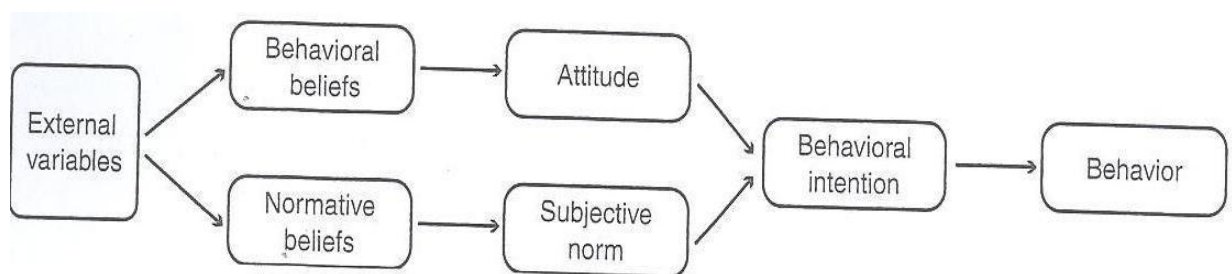 External
variables
Behavioral
beliefs
Attitude
Normative
beliefs
Subjective
norm
Behavioral
intention
Behavior